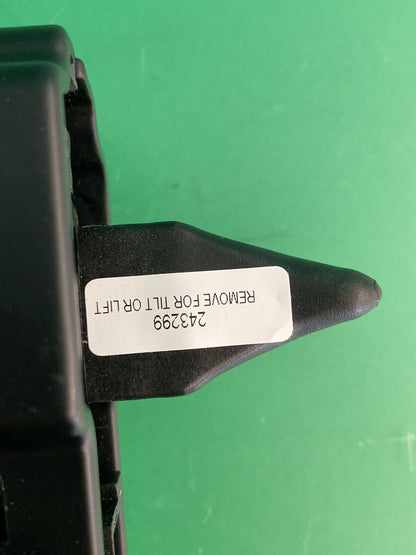 243299
REMOVE FOR TILT OR LIFT